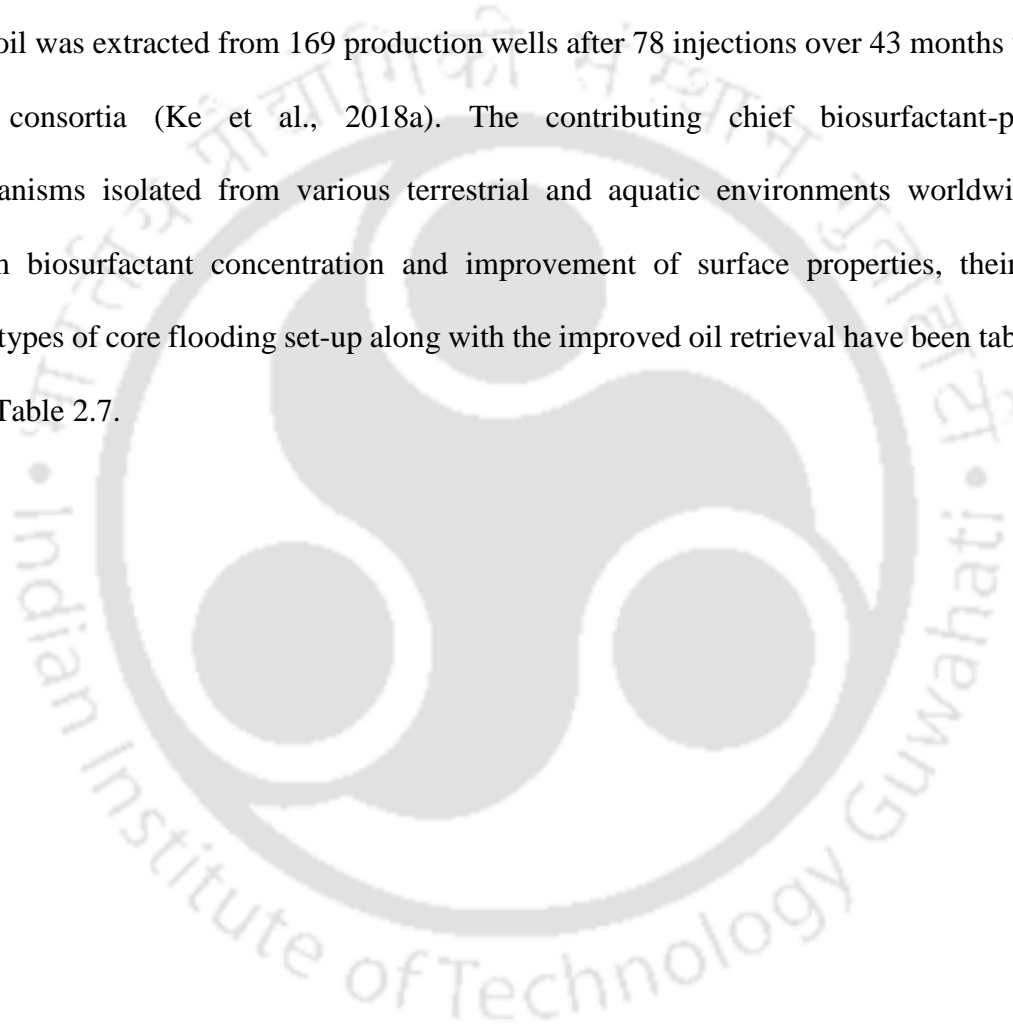 oil was extracted from 169 production wells after 78 injections over 43 months
consortia (Ke et al., 2018a). The contributing chief biosurfactant-p
anisms isolated from various terrestrial and aquatic environments worldwi
n biosurfactant concentration and improvement of surface properties, their
types of core flooding set-up along with the improved oil retrieval have been tab
Table 2.7.
भारतीय प्रौद्योगिकी संस्थान गुवाहाटी
Indian Institute of Technology Guwahati